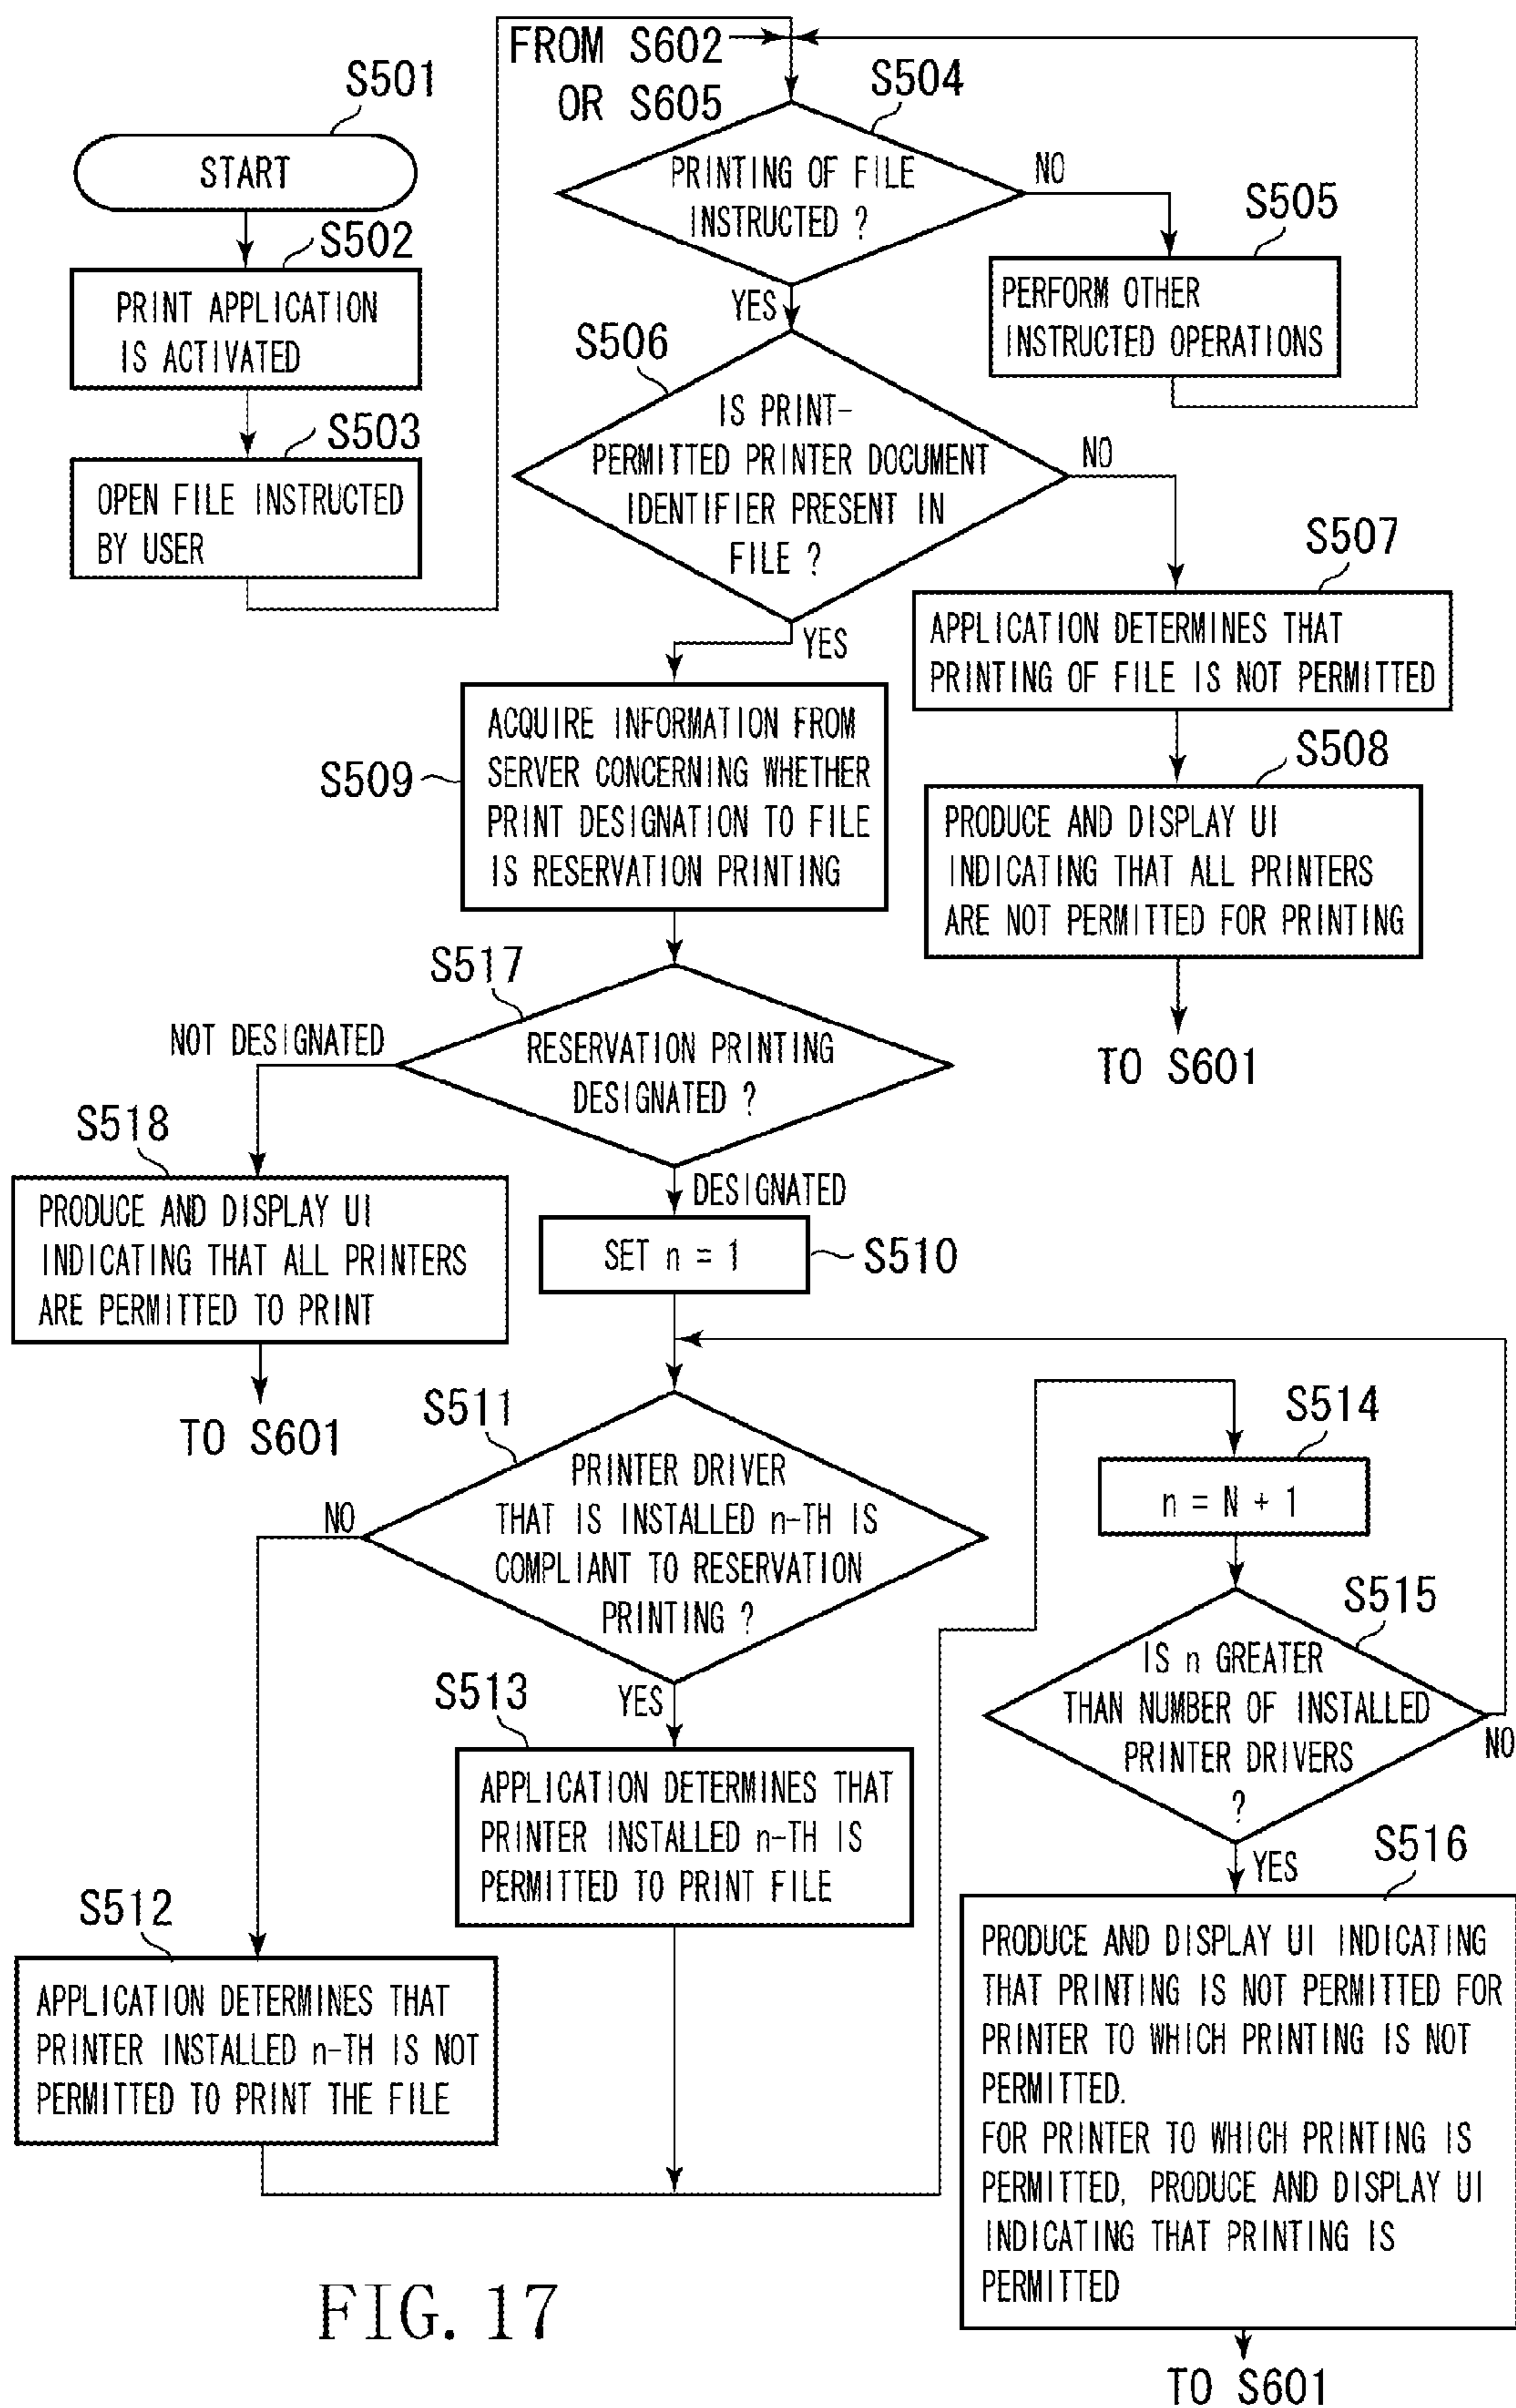 FROM S602
OR S605
S501
START
S502
PRINT APPLICATION
IS ACTIVATED
S503
OPEN FILE INSTRUCTED
BY USER
S504
PRINTING OF FILE
INSTRUCTED ?
NO
YES
S505
PERFORM OTHER
INSTRUCTED OPERATIONS
S506
IS PRINT-
PERMITTED PRINTER DOCUMENT
IDENTIFIER PRESENT IN
FILE ?
NO
YES
S507
APPLICATION DETERMINES THAT
PRINTING OF FILE IS NOT PERMITTED
S508
PRODUCE AND DISPLAY UI
INDICATING THAT ALL PRINTERS
ARE NOT PERMITTED FOR PRINTING
TO S601
S509
ACQUIRE INFORMATION FROM
SERVER CONCERNING WHETHER
PRINT DESIGNATION TO FILE
IS RESERVATION PRINTING
S517
RESERVATION PRINTING
DESIGNATED ?
NOT DESIGNATED
DESIGNATED
S518
PRODUCE AND DISPLAY UI
INDICATING THAT ALL PRINTERS
ARE PERMITTED TO PRINT
TO S601
SET n = 1
S510
S511
PRINTER DRIVER
THAT IS INSTALLED n-TH IS
COMPLIANT TO RESERVATION
PRINTING ?
NO
YES
S512
APPLICATION DETERMINES THAT
PRINTER INSTALLED n-TH IS NOT
PERMITTED TO PRINT THE FILE
S513
APPLICATION DETERMINES THAT
PRINTER INSTALLED n-TH IS
PERMITTED TO PRINT FILE
S514
n = N + 1
S515
IS n GREATER
THAN NUMBER OF INSTALLED
PRINTER DRIVERS
?
NO
YES
S516
PRODUCE AND DISPLAY UI INDICATING
THAT PRINTING IS NOT PERMITTED FOR
PRINTER TO WHICH PRINTING IS NOT
PERMITTED.
FOR PRINTER TO WHICH PRINTING IS
PERMITTED, PRODUCE AND DISPLAY UI
INDICATING THAT PRINTING IS
PERMITTED
TO S601
FIG. 17